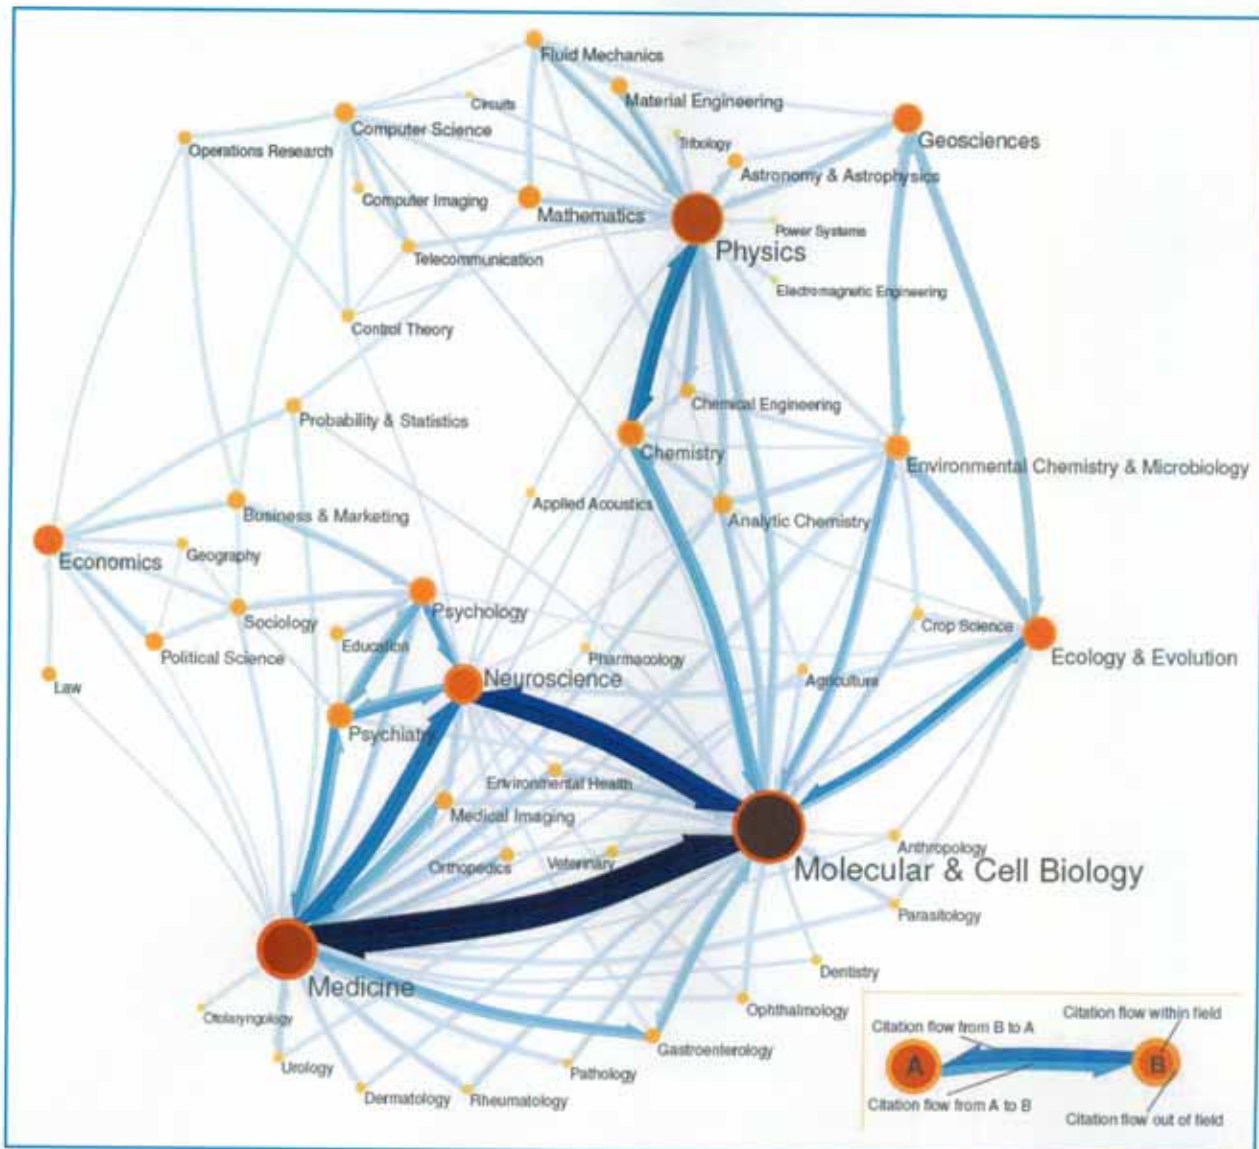 Fluid Mechanics
Circuits
Material Engineering
Computer Science
Geosciences
Operations Research
Tribology
Astronomy & Astrophysics
Computer Imaging
Mathematics
Power Systems
Physics
Telecommunication
Electromagnetic Engineering
Control Theory
Chemical Engineering
Probability & Statistics
Chemistry
Environmental Chemistry & Microbiology
Applied Acoustics
Analytic Chemistry
Business & Marketing
Geography
Economics
Psychology
Sociology
Crop Science
Education
Political Science
Pharmacology
Ecology & Evolution
Neuroscience
Agriculture
Law
Psychiatry
Environmental Health
Medical Imaging
Anthropology
Orthopedics
Veterinary
Molecular & Cell Biology
Parasitology
Medicine
Dentistry
Ophthalmology
Otolaryngology
Gastroenterology
Urology
Pathology
Dermatology
Rheumatology
Citation flow from B to A
Citation flow within field
A
B
Citation flow from A to B
Citation flow out of field